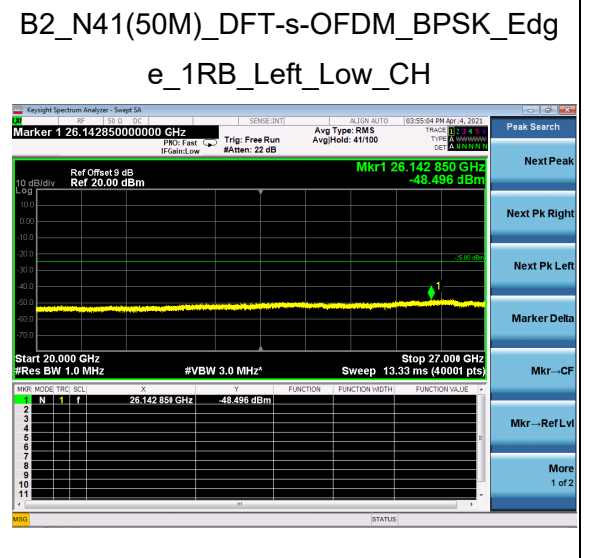 B2_N41(50M)_DFT-s-OFDM_BPSK_Edg
e_1RB_Left_Low_CH
Keysight Spectrum Analyzer - Swept SA
RF 50 Ω DC SENSE:INT ALIGN AUTO 03:55:04 PM Apr 14, 2021
Marker 1 26.142850000000 GHz
PNO: Fast
IFGain:Low
Trig: Free Run
#Atten: 22 dB
Avg Type: RMS
Avg|Hold: 41/100
TRACE 1 2 3 4 5 6
TYPE A WWWWW
DET A N N N N N
Peak Search
Ref Offset 9 dB
10 dB/div Ref 20.00 dBm
Log
Mkr1 26.142 850 GHz
-48.496 dBm
10.0
0.00
-10.0
-20.0
-25.00 dBm
-30.0
-40.0
1
-50.0
-60.0
-70.0
Start 20.000 GHz Stop 27.000 GHz
#Res BW 1.0 MHz #VBW 3.0 MHz* Sweep 13.33 ms (40001 pts)
MKR MODE TRC SCL X Y FUNCTION FUNCTION WIDTH FUNCTION VALUE
1 N 1 f 26.142 850 GHz -48.496 dBm
2
3
4
5
6
7
8
9
10
11
Next Peak
Next Pk Right
Next Pk Left
Marker Delta
Mkr→CF
Mkr→Ref Lvl
More
1 of 2
MSG STATUS